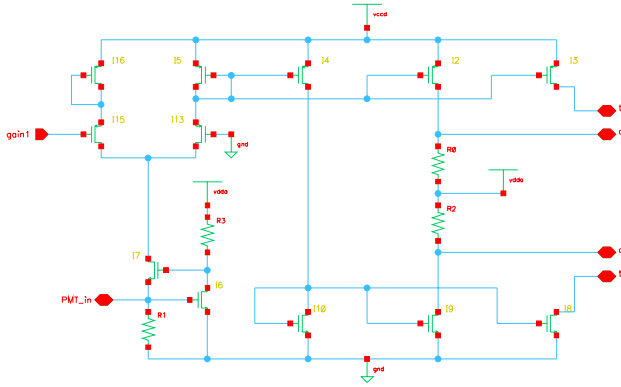 vccd
I16
I5
I4
I2
I3
t
gain1
I15
I13
gnd
R0
vdda
vdda
R3
R2
I7
I6
PMT_in
R1
I10
I9
I8
t
gnd